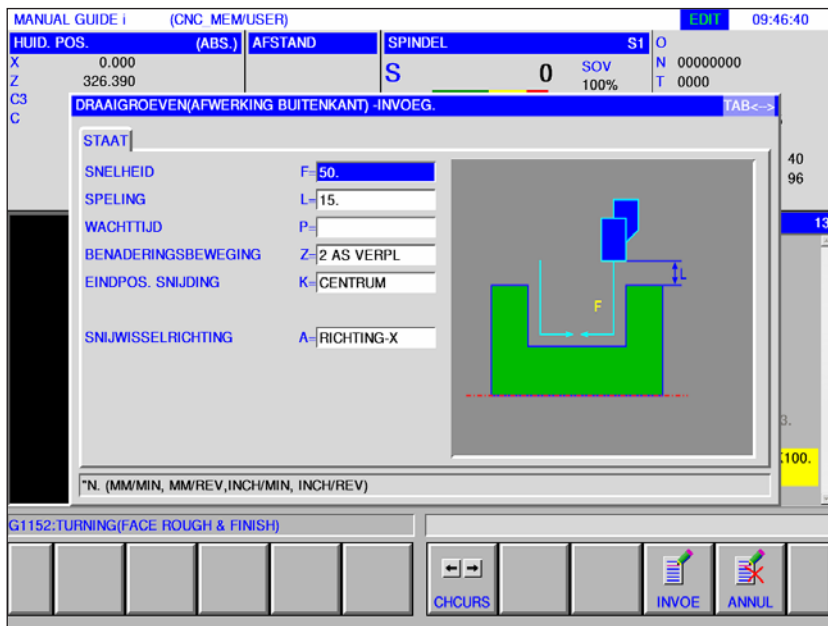 MANUAL GUIDE i (CNC_MEM/USER) EDIT 09:46:40
HUID. POS. (ABS.) AFSTAND SPINDEL S1 O
X 0.000 S 0 SOV N 00000000
Z 326.390 100% T 0000
C3
C
DRAAIGROEVEN(AFWERKING BUITENKANT) -INVOEG. TAB<-->
STAAT
SNELHEID F= 50.
SPELING L= 15.
WACHTTIJD P=
BENADERINGSBEWEGING Z= 2 AS VERPL
EINDPOS. SNIJDING K= CENTRUM
SNIJWISSELRICHTING A= RICHTING-X
L
F
40
96
13
3.
100.
"N. (MM/MIN, MM/REV,INCH/MIN, INCH/REV)
G1152:TURNING(FACE ROUGH & FINISH)
CHCURS INVOE ANNUL